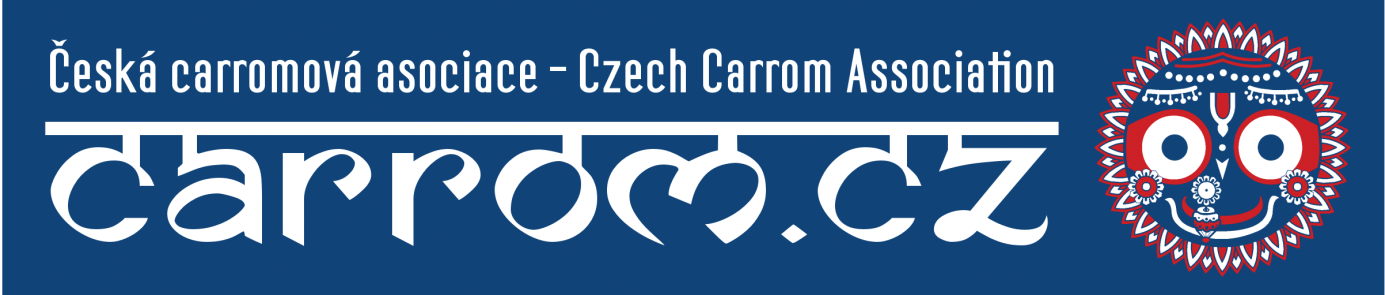 Česká carromová asociace – Czech Carrom Association
carrom.cz